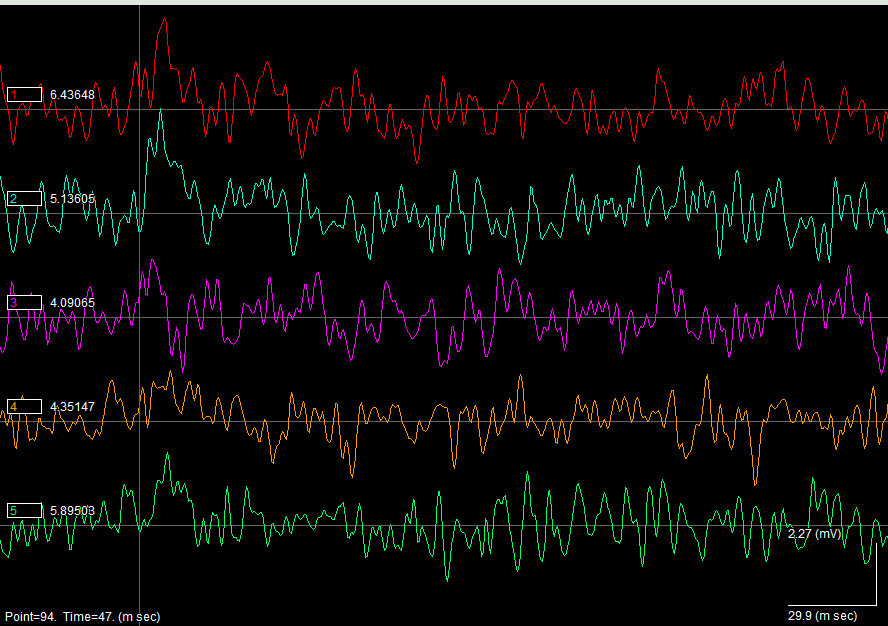 1 6.43648
2 5.13605
3 4.09065
4 4.35147
5 5.89503
2.27 (mV)
Point=94. Time=47. (m sec)
29.9 (m sec)